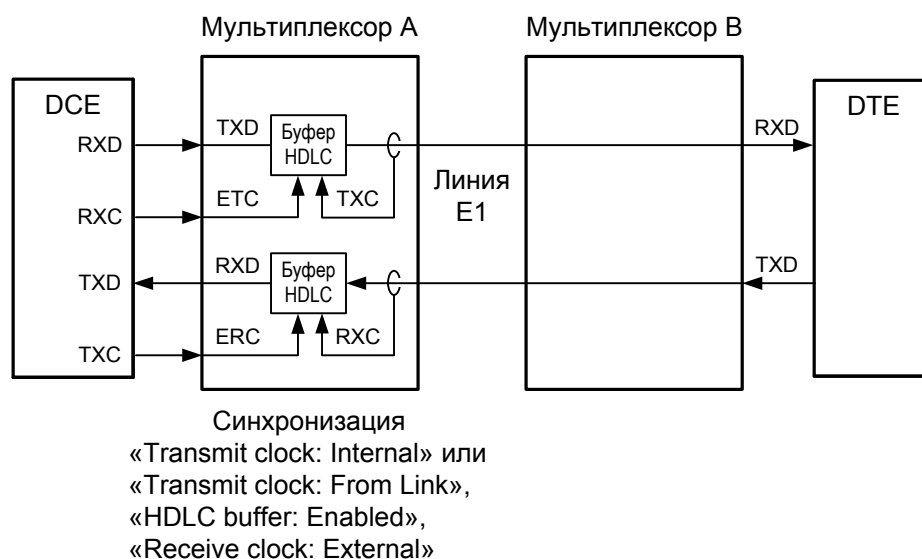 Мультиплексор A
Мультиплексор B
DCE
DTE
RXD
TXD
Буфер
HDLC
RXD
RXC
ETC
TXC
Линия
E1
TXD
RXD
Буфер
HDLC
TXD
TXC
ERC
RXC
Синхронизация
«Transmit clock: Internal» или
«Transmit clock: From Link»,
«HDLC buffer: Enabled»,
«Receive clock: External»